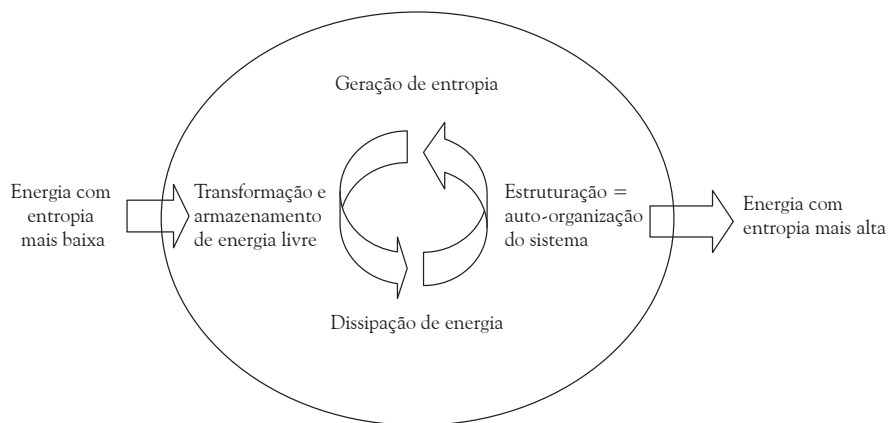 Geração de entropia
Energia com
entropia
mais baixa
Transformação e
armazenamento
de energia livre
Estruturação =
auto-organização
do sistema
Energia com
entropia mais alta
Dissipação de energia